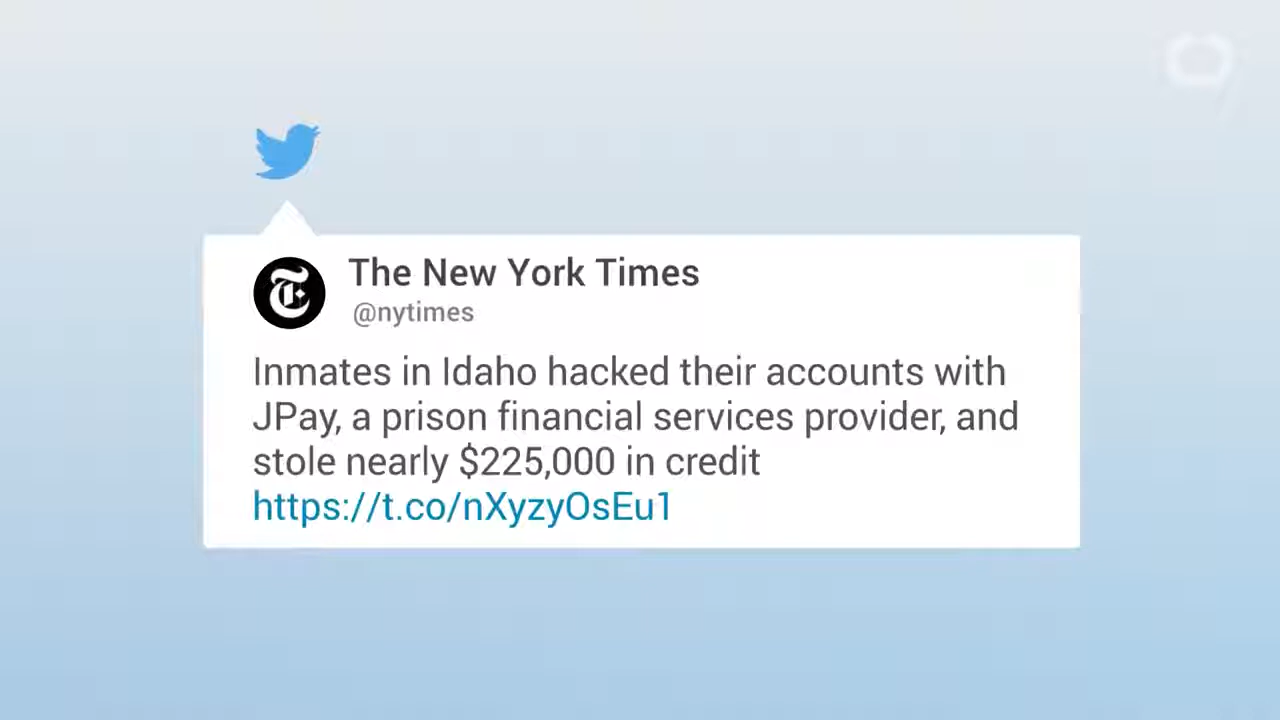 The New York Times
@nytimes
Inmates in Idaho hacked their accounts with
JPay, a prison financial services provider, and
stole nearly $225,000 in credit
https://t.co/nXyzyOsEu1